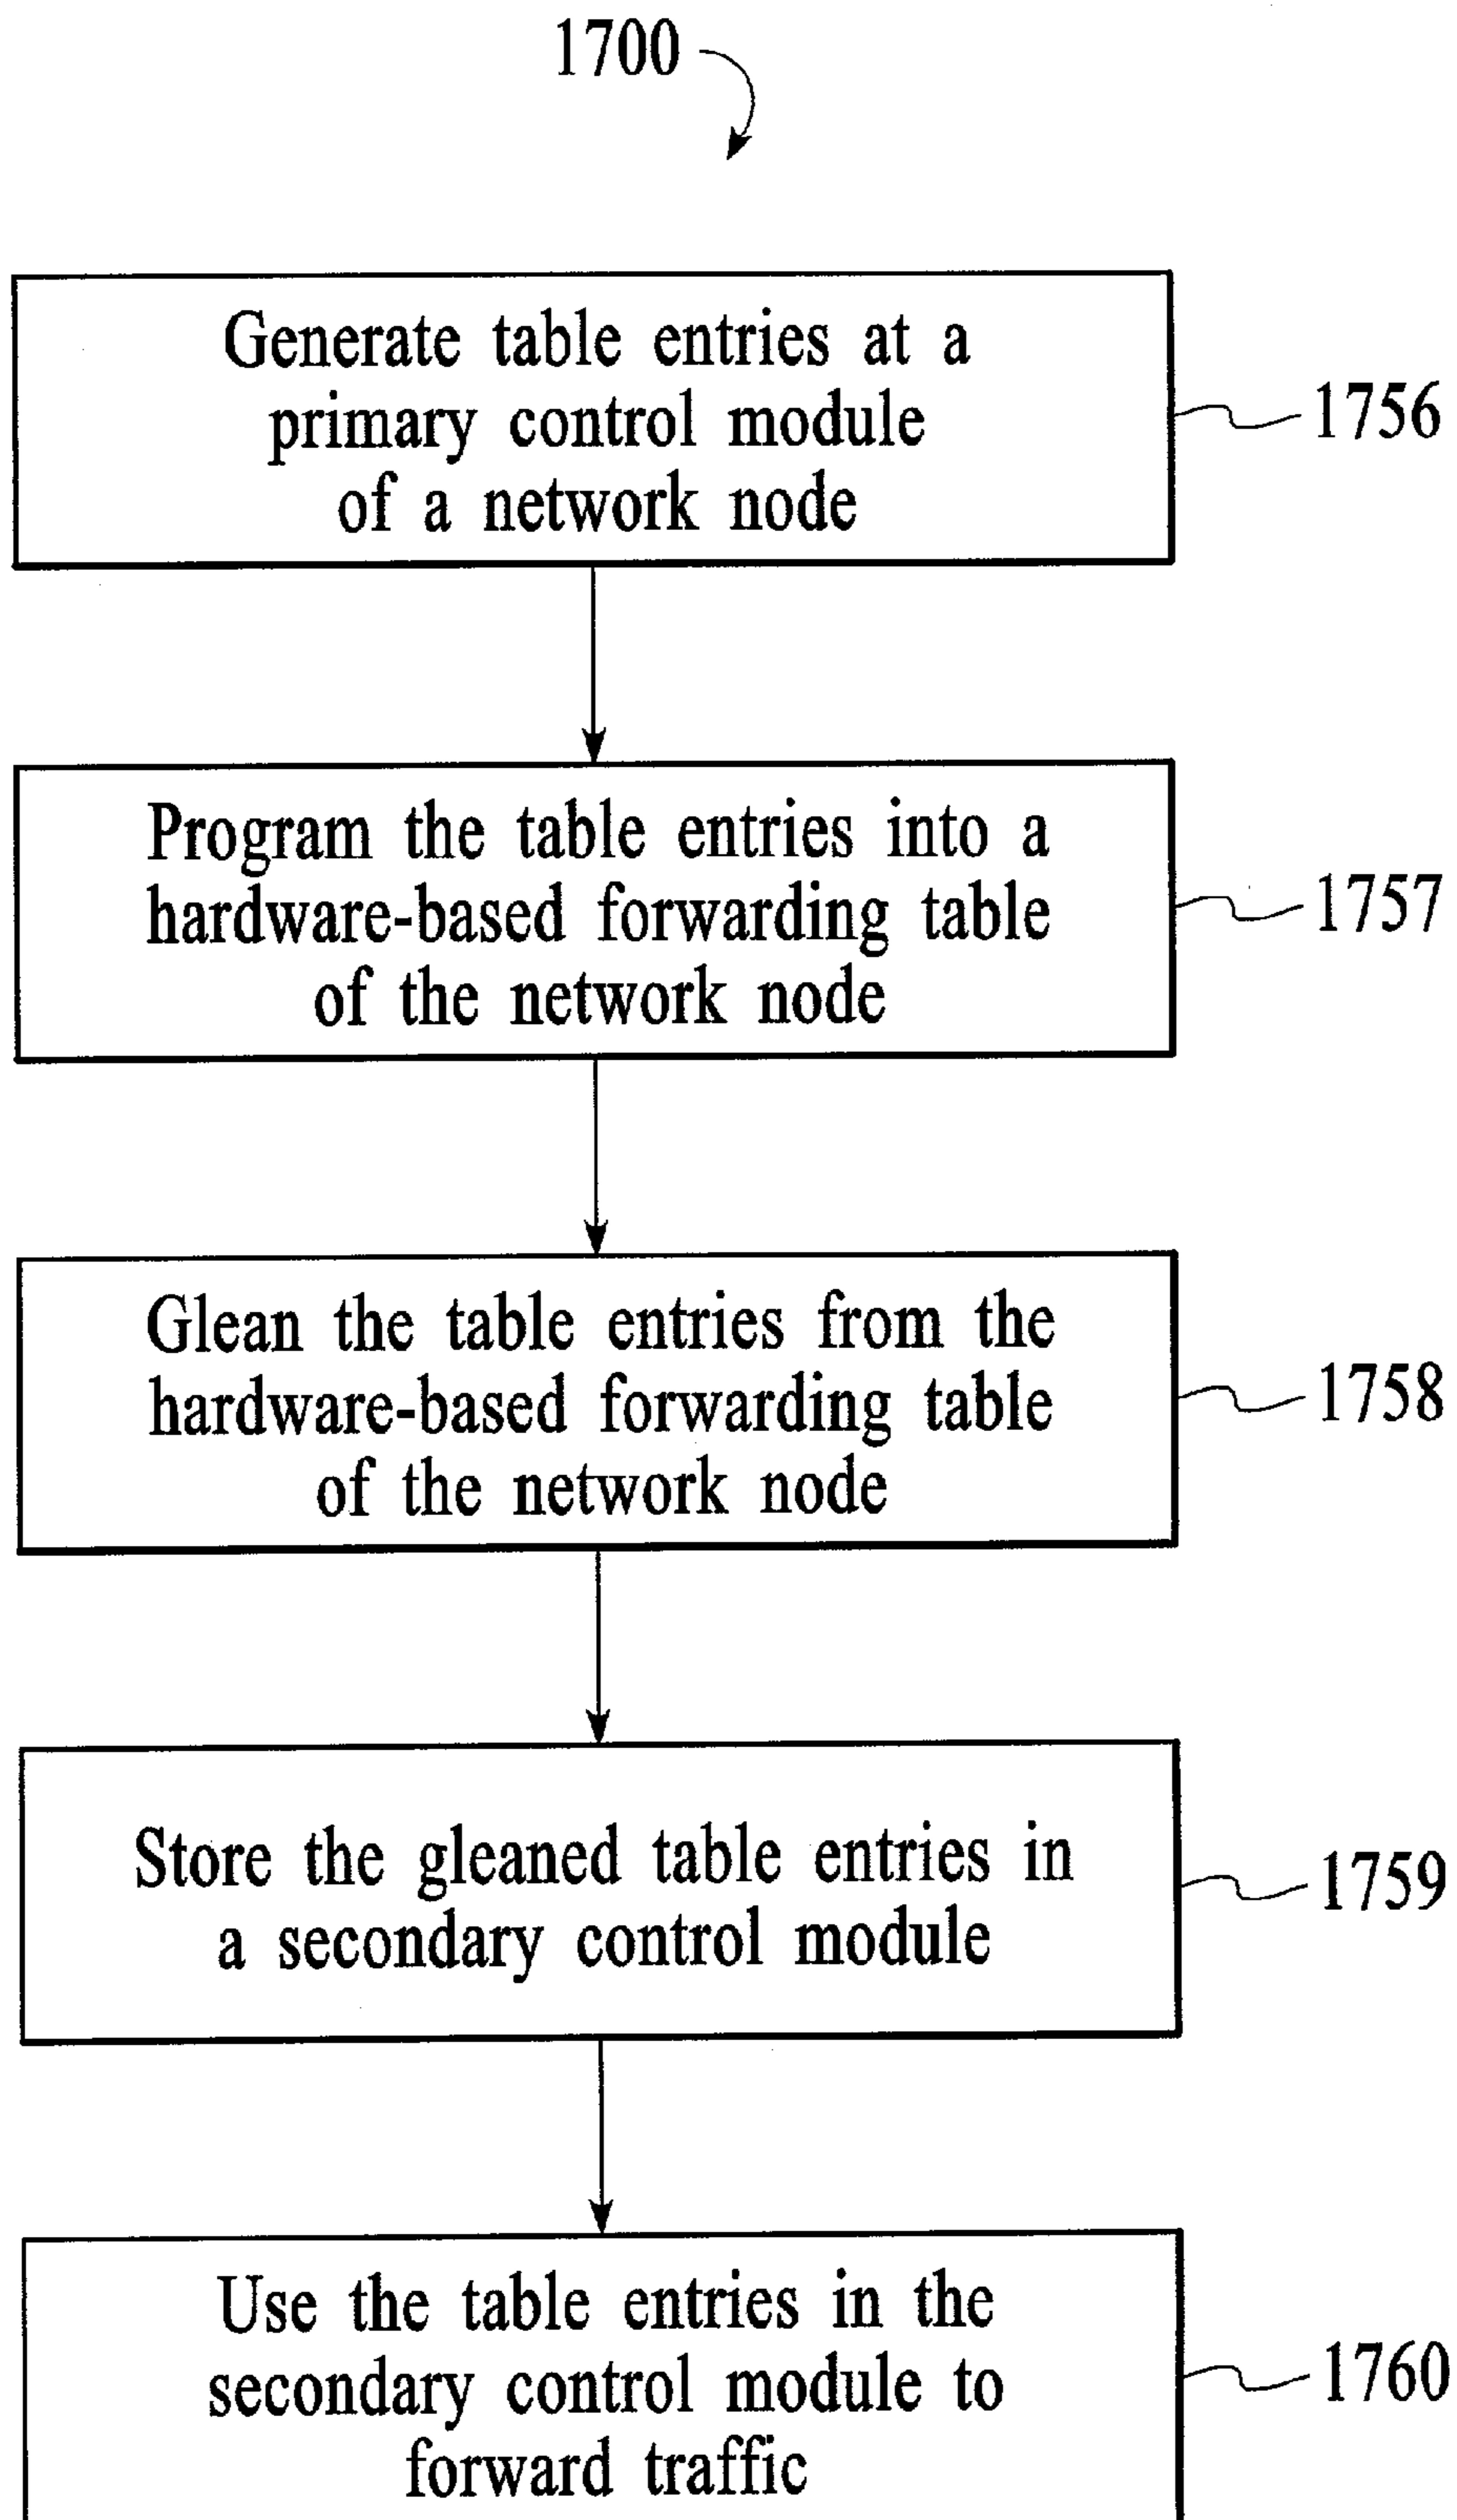 1700
Generate table entries at a
primary control module
of a network node
1756
Program the table entries into a
hardware-based forwarding table
of the network node
1757
Glean the table entries from the
hardware-based forwarding table
of the network node
1758
Store the gleaned table entries in
a secondary control module
1759
Use the table entries in the
secondary control module to
forward traffic
1760